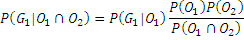 P(G₁|O₁ ∩ O₂) = P(G₁|O₁) P(O₁)P(O₂) / P(O₁ ∩ O₂)